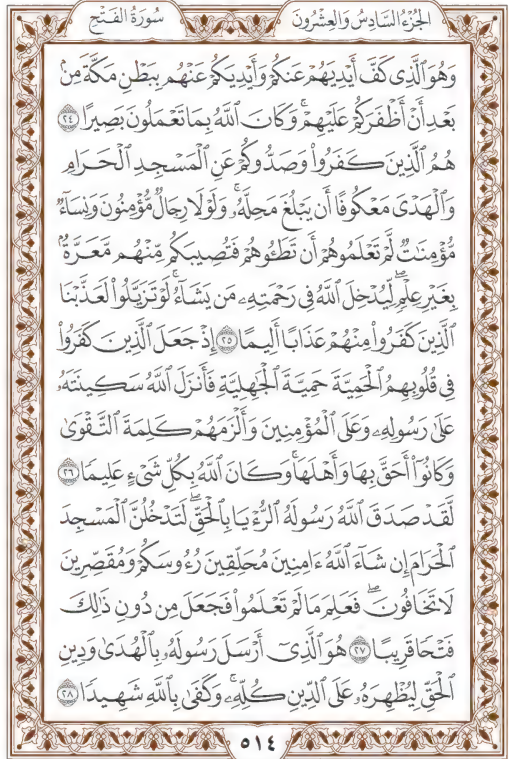 سُورَةُ الفَتْحِ
الجُزْءُ السَّادِسُ وَالعِشْرُونَ
وَهُوَ ٱلَّذِى كَفَّ أَيْدِيَهُمْ عَنكُمْ وَأَيْدِيَكُمْ عَنْهُم بِبَطْنِ مَكَّةَ مِنۢ
بَعْدِ أَنْ أَظْفَرَكُمْ عَلَيْهِمْ ۚ وَكَانَ ٱللَّهُ بِمَا تَعْمَلُونَ بَصِيرًا ٢٤
هُمُ ٱلَّذِينَ كَفَرُوا۟ وَصَدُّوكُمْ عَنِ ٱلْمَسْجِدِ ٱلْحَرَامِ
وَٱلْهَدْىَ مَعْكُوفًا أَن يَبْلُغَ مَحِلَّهُۥ ۚ وَلَوْلَا رِجَالٌ مُّؤْمِنُونَ وَنِسَآءٌ
مُّؤْمِنَٰتٌ لَّمْ تَعْلَمُوهُمْ أَن تَطَـُٔوهُمْ فَتُصِيبَكُم مِّنْهُم مَّعَرَّةٌۢ
بِغَيْرِ عِلْمٍ ۖ لِّيُدْخِلَ ٱللَّهُ فِى رَحْمَتِهِۦ مَن يَشَآءُ ۚ لَوْ تَزَيَّلُوا۟ لَعَذَّبْنَا
ٱلَّذِينَ كَفَرُوا۟ مِنْهُمْ عَذَابًا أَلِيمًا ٢٥ إِذْ جَعَلَ ٱلَّذِينَ كَفَرُوا۟
فِى قُلُوبِهِمُ ٱلْحَمِيَّةَ حَمِيَّةَ ٱلْجَٰهِلِيَّةِ فَأَنزَلَ ٱللَّهُ سَكِينَتَهُۥ
عَلَىٰ رَسُولِهِۦ وَعَلَى ٱلْمُؤْمِنِينَ وَأَلْزَمَهُمْ كَلِمَةَ ٱلتَّقْوَىٰ
وَكَانُوٓا۟ أَحَقَّ بِهَا وَأَهْلَهَا ۚ وَكَانَ ٱللَّهُ بِكُلِّ شَىْءٍ عَلِيمًا ٢٦
لَّقَدْ صَدَقَ ٱللَّهُ رَسُولَهُ ٱلرُّءْيَا بِٱلْحَقِّ ۖ لَتَدْخُلُنَّ ٱلْمَسْجِدَ
ٱلْحَرَامَ إِن شَآءَ ٱللَّهُ ءَامِنِينَ مُحَلِّقِينَ رُءُوسَكُمْ وَمُقَصِّرِينَ
لَا تَخَافُونَ ۖ فَعَلِمَ مَا لَمْ تَعْلَمُوا۟ فَجَعَلَ مِن دُونِ ذَٰلِكَ
فَتْحًا قَرِيبًا ٢٧ هُوَ ٱلَّذِىٓ أَرْسَلَ رَسُولَهُۥ بِٱلْهُدَىٰ وَدِينِ
ٱلْحَقِّ لِيُظْهِرَهُۥ عَلَى ٱلدِّينِ كُلِّهِۦ ۚ وَكَفَىٰ بِٱللَّهِ شَهِيدًا ٢٨
٥١٤